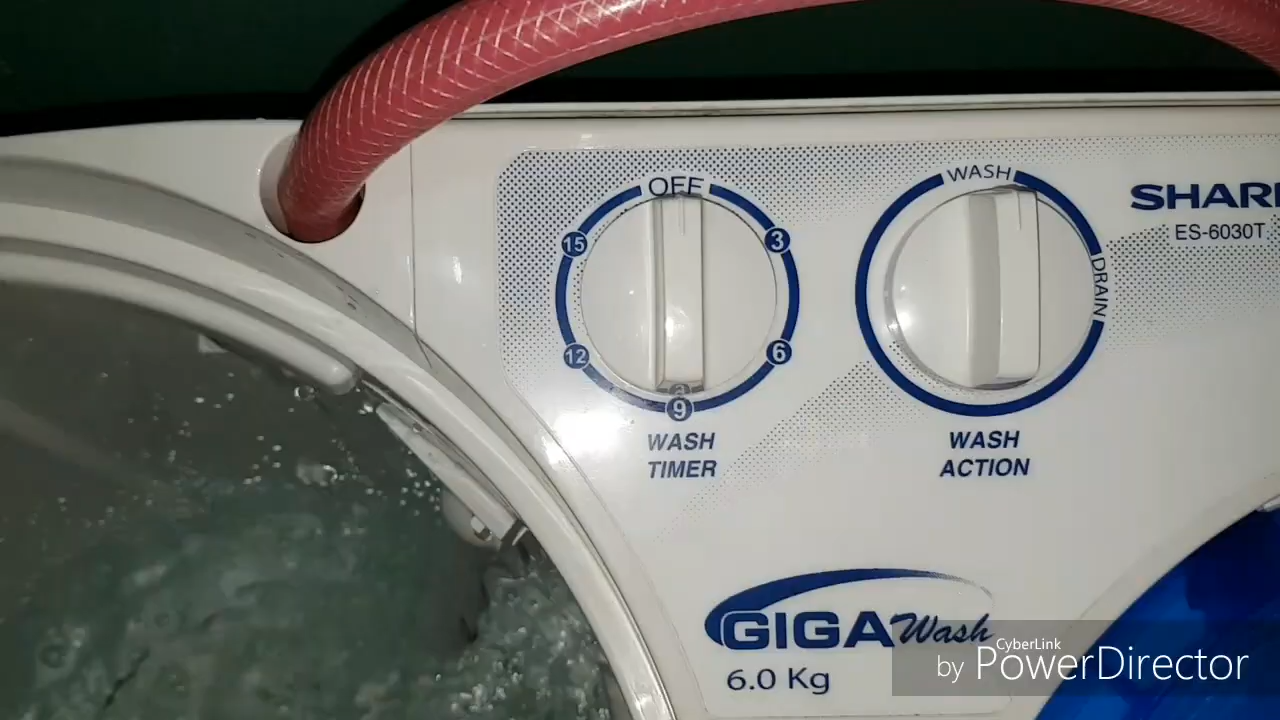 OFF
3
6
9
12
15
WASH
TIMER
WASH
DRAIN
WASH
ACTION
SHAR
ES-6030T
GIGA Wash
6.0 Kg
CyberLink
by PowerDirector